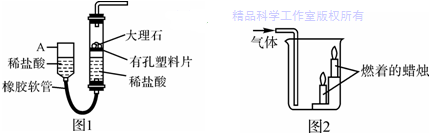 精品科学工作室版权所有
A
稀盐酸
橡胶软管
大理石
有孔塑料片
稀盐酸
图1
气体
燃着的蜡烛
图2